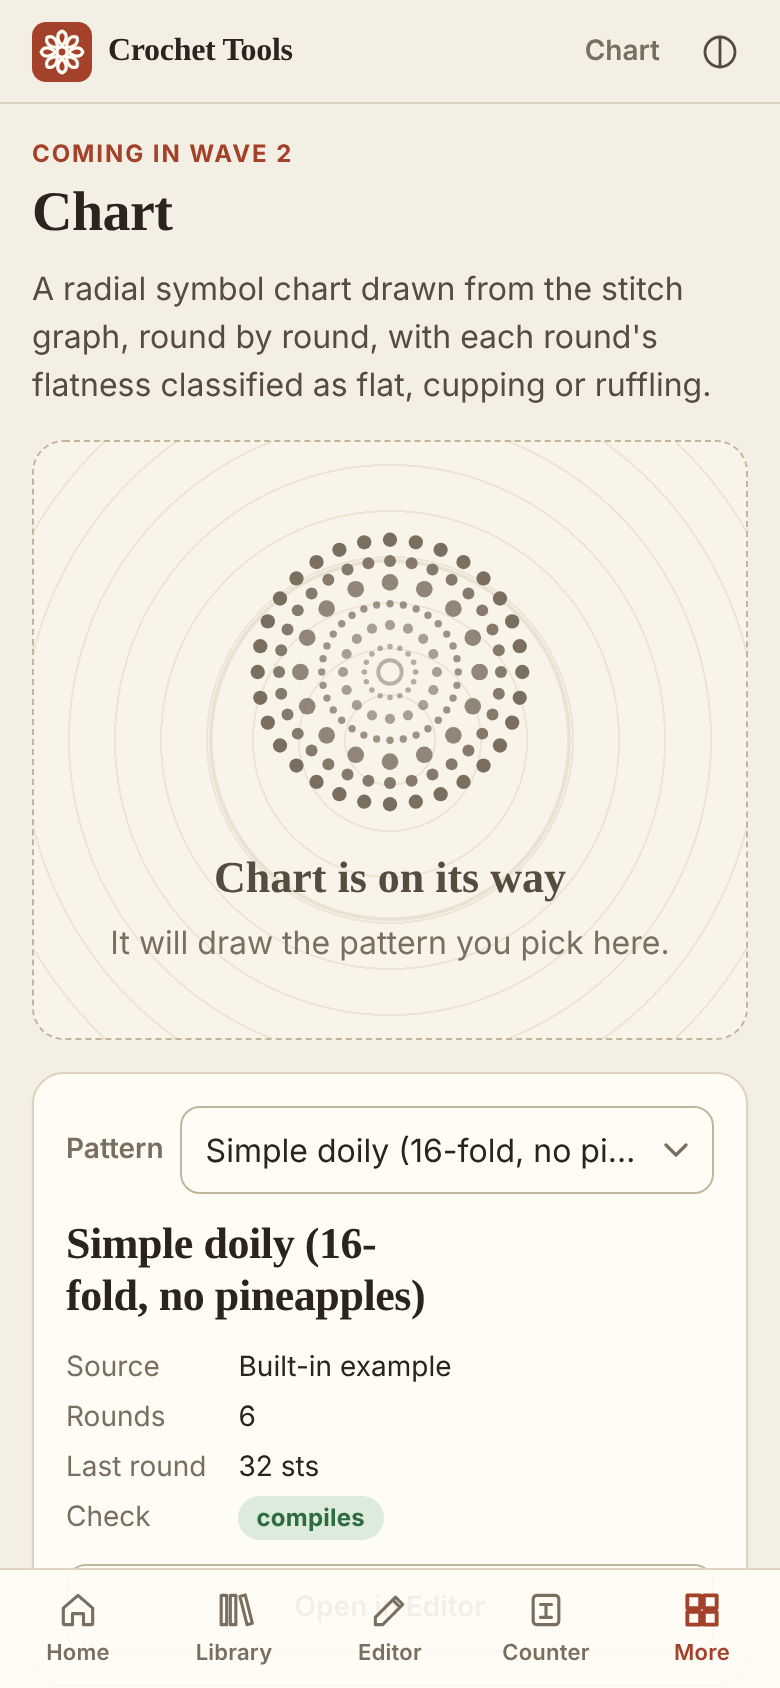 Crochet Tools
Chart
COMING IN WAVE 2
Chart
A radial symbol chart drawn from the stitch
graph, round by round, with each round's
flatness classified as flat, cupping or ruffling.
Chart is on its way
It will draw the pattern you pick here.
Pattern
Simple doily (16-fold, no pi...
Simple doily (16-
fold, no pineapples)
Source Built-in example
Rounds 6
Last round 32 sts
Check compiles
Open in Editor
Home Library Editor Counter More